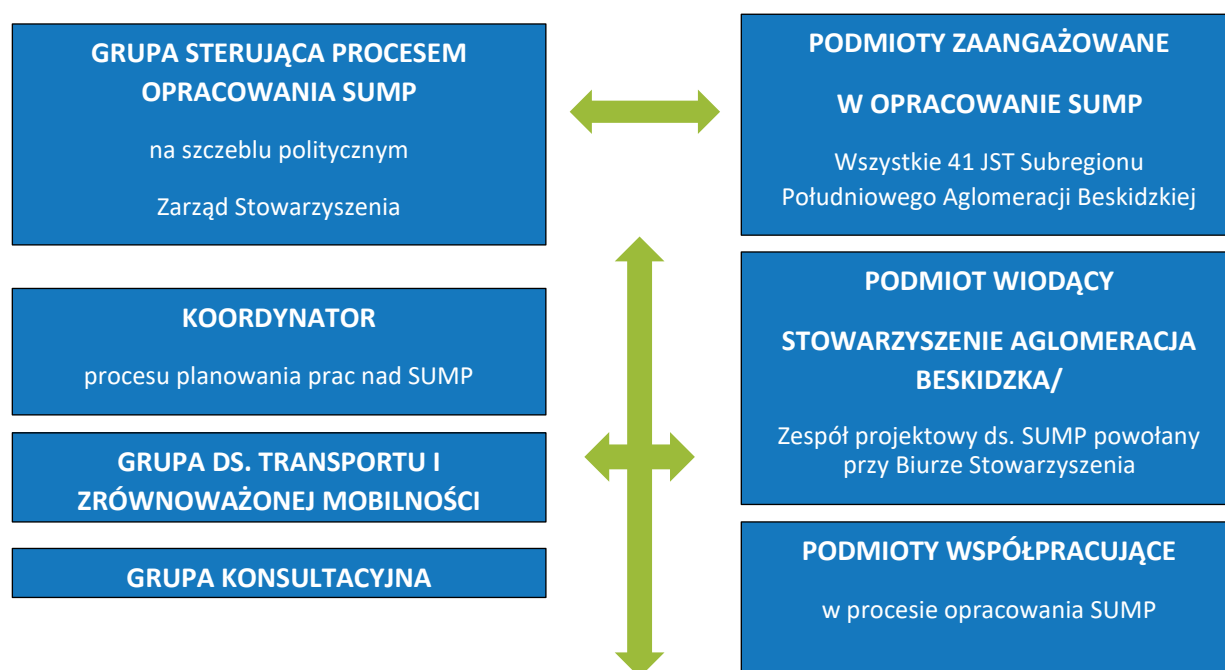 GRUPA STERUJĄCA PROCESEM
OPRACOWANIA SUMP
na szczeblu politycznym
Zarząd Stowarzyszenia
KOORDYNATOR
procesu planowania prac nad SUMP
GRUPA DS. TRANSPORTU I
ZRÓWNOWAŻONEJ MOBILNOŚCI
GRUPA KONSULTACYJNA
PODMIOTY ZAANGAŻOWANE
W OPRACOWANIE SUMP
Wszystkie 41 JST Subregionu
Południowego Aglomeracji Beskidzkiej
PODMIOT WIODĄCY
STOWARZYSZENIE AGLOMERACJA
BESKIDZKA/
Zespół projektowy ds. SUMP powołany
przy Biurze Stowarzyszenia
PODMIOTY WSPÓŁPRACUJĄCE
w procesie opracowania SUMP